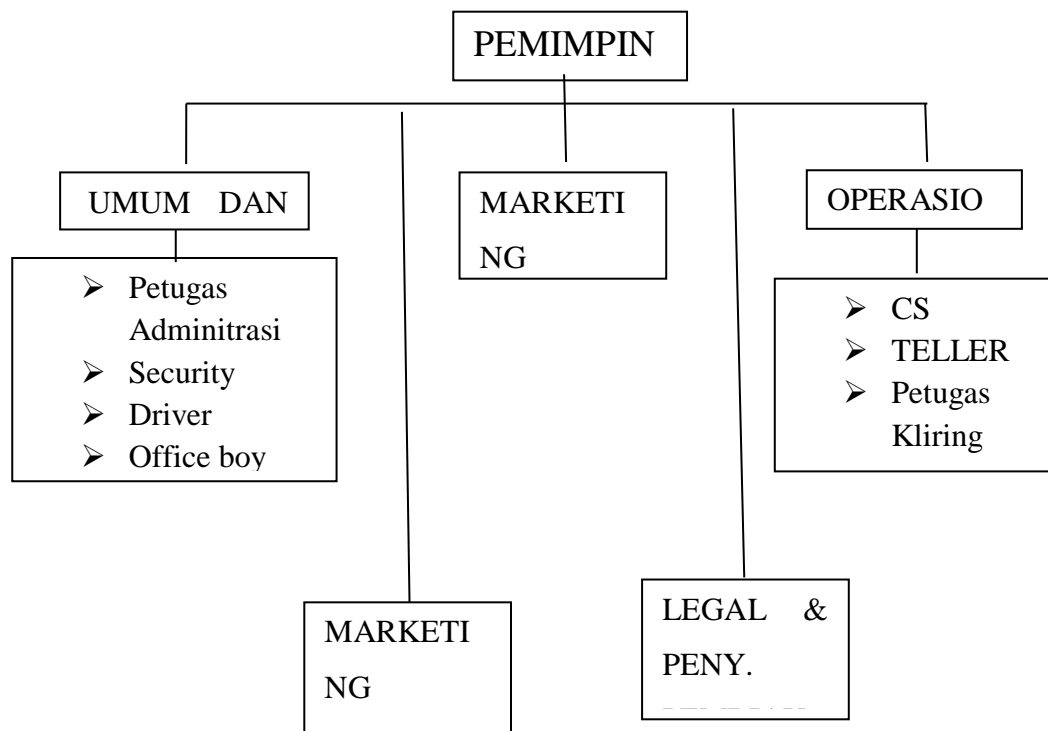 PEMIMPIN
UMUM DAN
MARKETI
NG
OPERASIO
➢ Petugas
Adminitrasi
➢ Security
➢ Driver
➢ Office boy
➢ CS
➢ TELLER
➢ Petugas
Kliring
MARKETI
NG
LEGAL &
PENY.